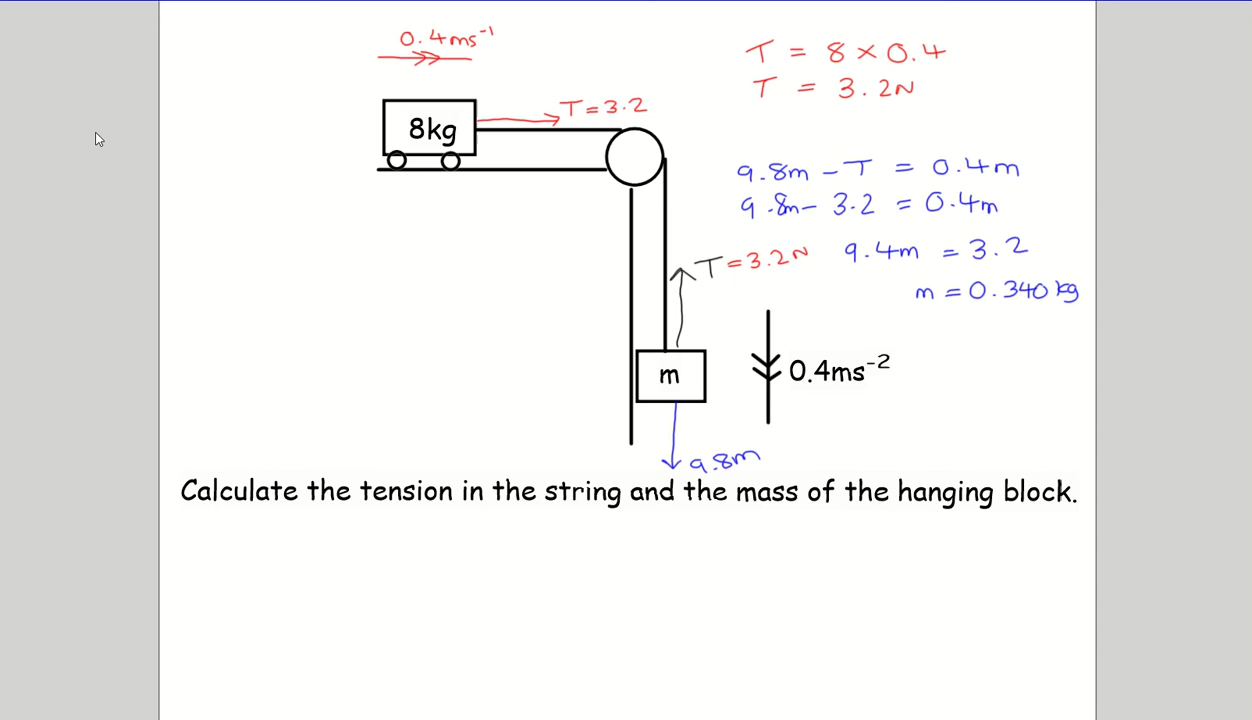 0.4ms⁻¹
T = 8 × 0.4
T = 3.2N
T = 3.2
8kg
9.8m - T = 0.4m
9.8m - 3.2 = 0.4m
T = 3.2N
9.4m = 3.2
m = 0.340kg
m
0.4ms⁻²
9.8m
Calculate the tension in the string and the mass of the hanging block.